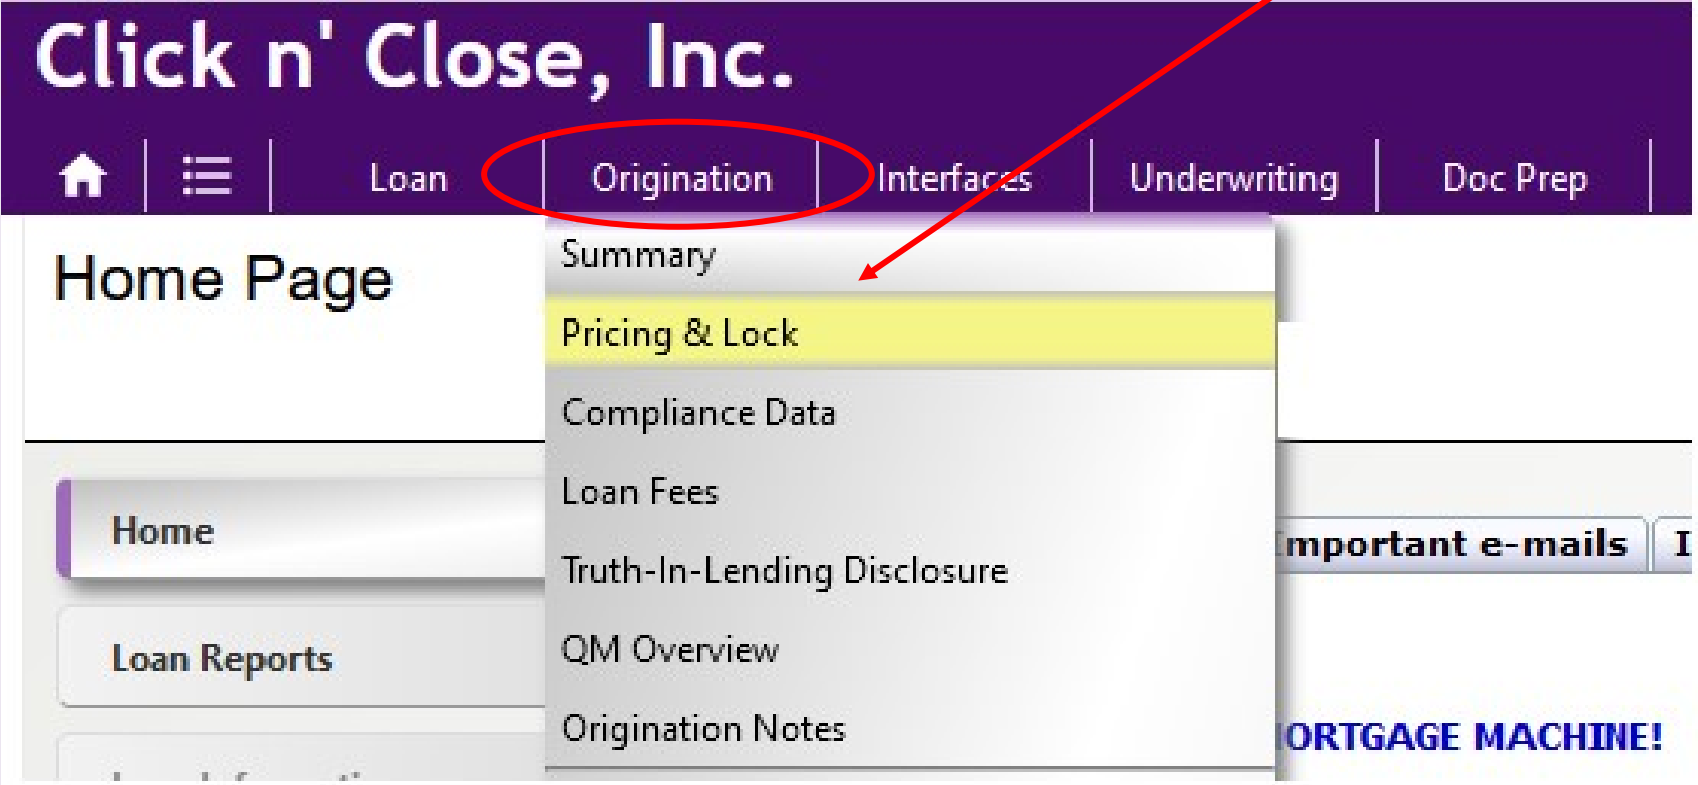 Click n' Close, Inc.
Loan Origination Interfaces Underwriting Doc Prep
Home Page
Summary
Pricing & Lock
Compliance Data
Loan Fees
Truth-In-Lending Disclosure
QM Overview
Origination Notes
Home
Loan Reports
mportant e-mails
ORTGAGE MACHINE!